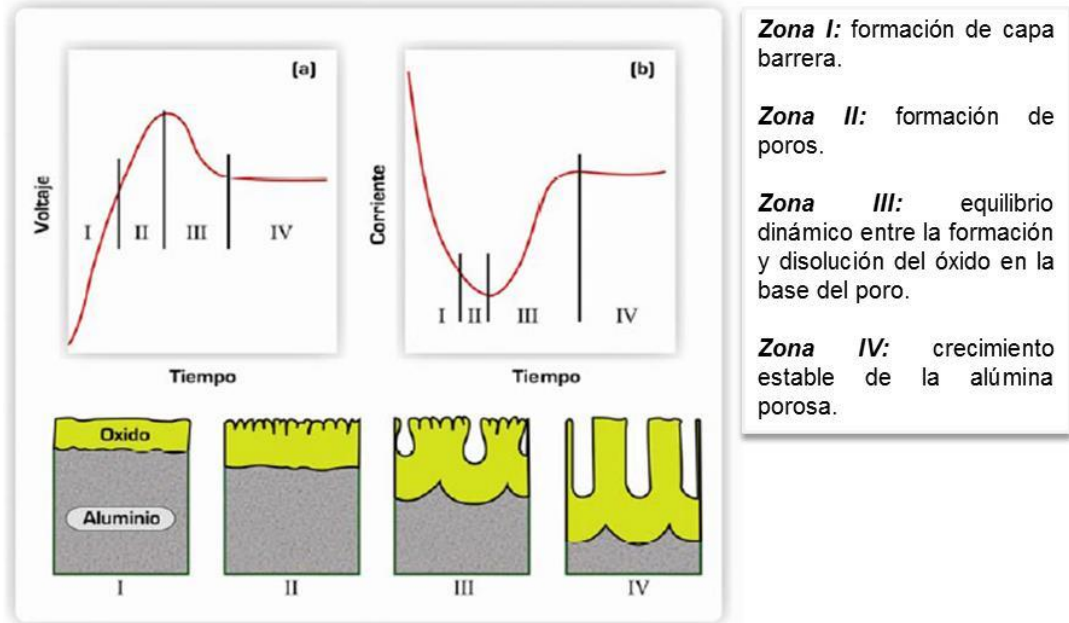 (a)
Voltaje
I
II
III
IV
Tiempo
(b)
Corriente
I
II
III
IV
Tiempo
Oxido
Aluminio
I
II
III
IV
Zona I: formación de capa
barrera.
Zona II: formación de
poros.
Zona III: equilibrio
dinámico entre la formación
y disolución del óxido en la
base del poro.
Zona IV: crecimiento
estable de la alúmina
porosa.